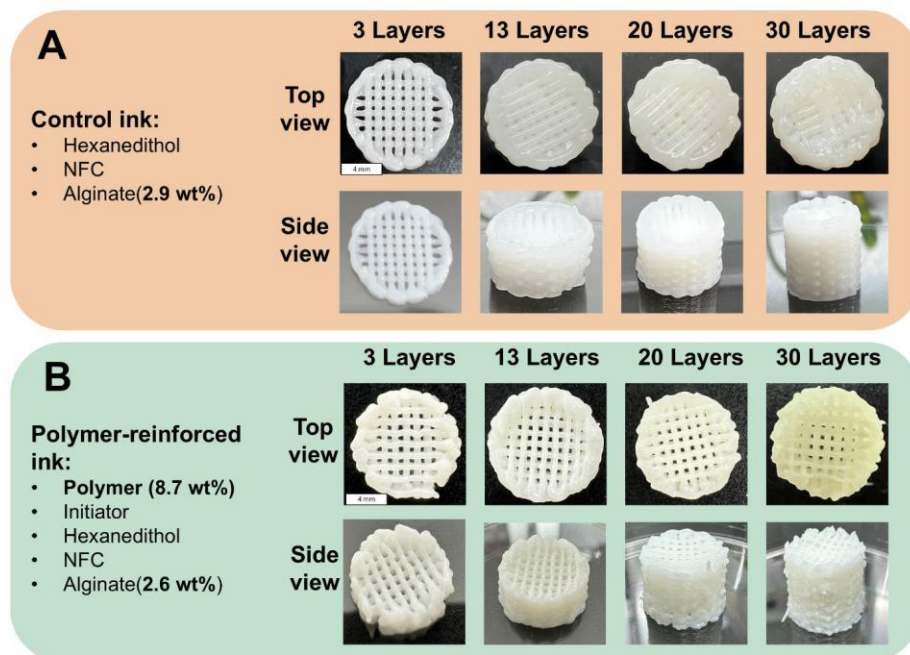 A
3 Layers 13 Layers 20 Layers 30 Layers
Top
view
Control ink:
• Hexanedithol
• NFC
• Alginate(2.9 wt%)
4 mm
Side
view
B
3 Layers 13 Layers 20 Layers 30 Layers
Top
view
Polymer-reinforced
ink:
• Polymer (8.7 wt%)
• Initiator
• Hexanedithol
• NFC
• Alginate(2.6 wt%)
4 mm
Side
view